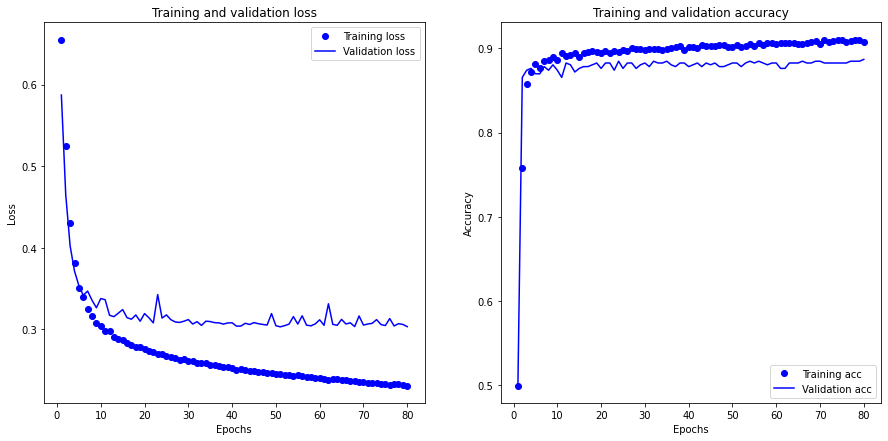 Training and validation loss
Training loss
Validation loss
0.6
0.5
0.4
0.3
Loss
0
10
20
30
40
50
60
70
80
Epochs
Training and validation accuracy
0.9
0.8
0.7
0.6
0.5
Accuracy
Training acc
Validation acc
0
10
20
30
40
50
60
70
80
Epochs